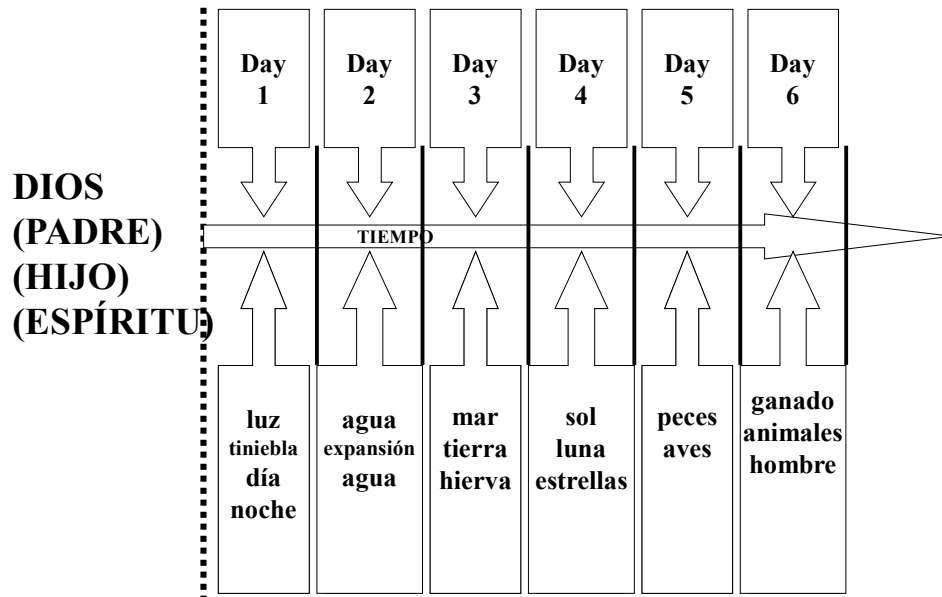 Day
1
Day
2
Day
3
Day
4
Day
5
Day
6
DIOS
(PADRE)
(HIJO)
(ESPÍRITU)
TIEMPO
luz
tiniebla
día
noche
agua
expansión
agua
mar
tierra
hierva
sol
luna
estrellas
peces
aves
ganado
animales
hombre